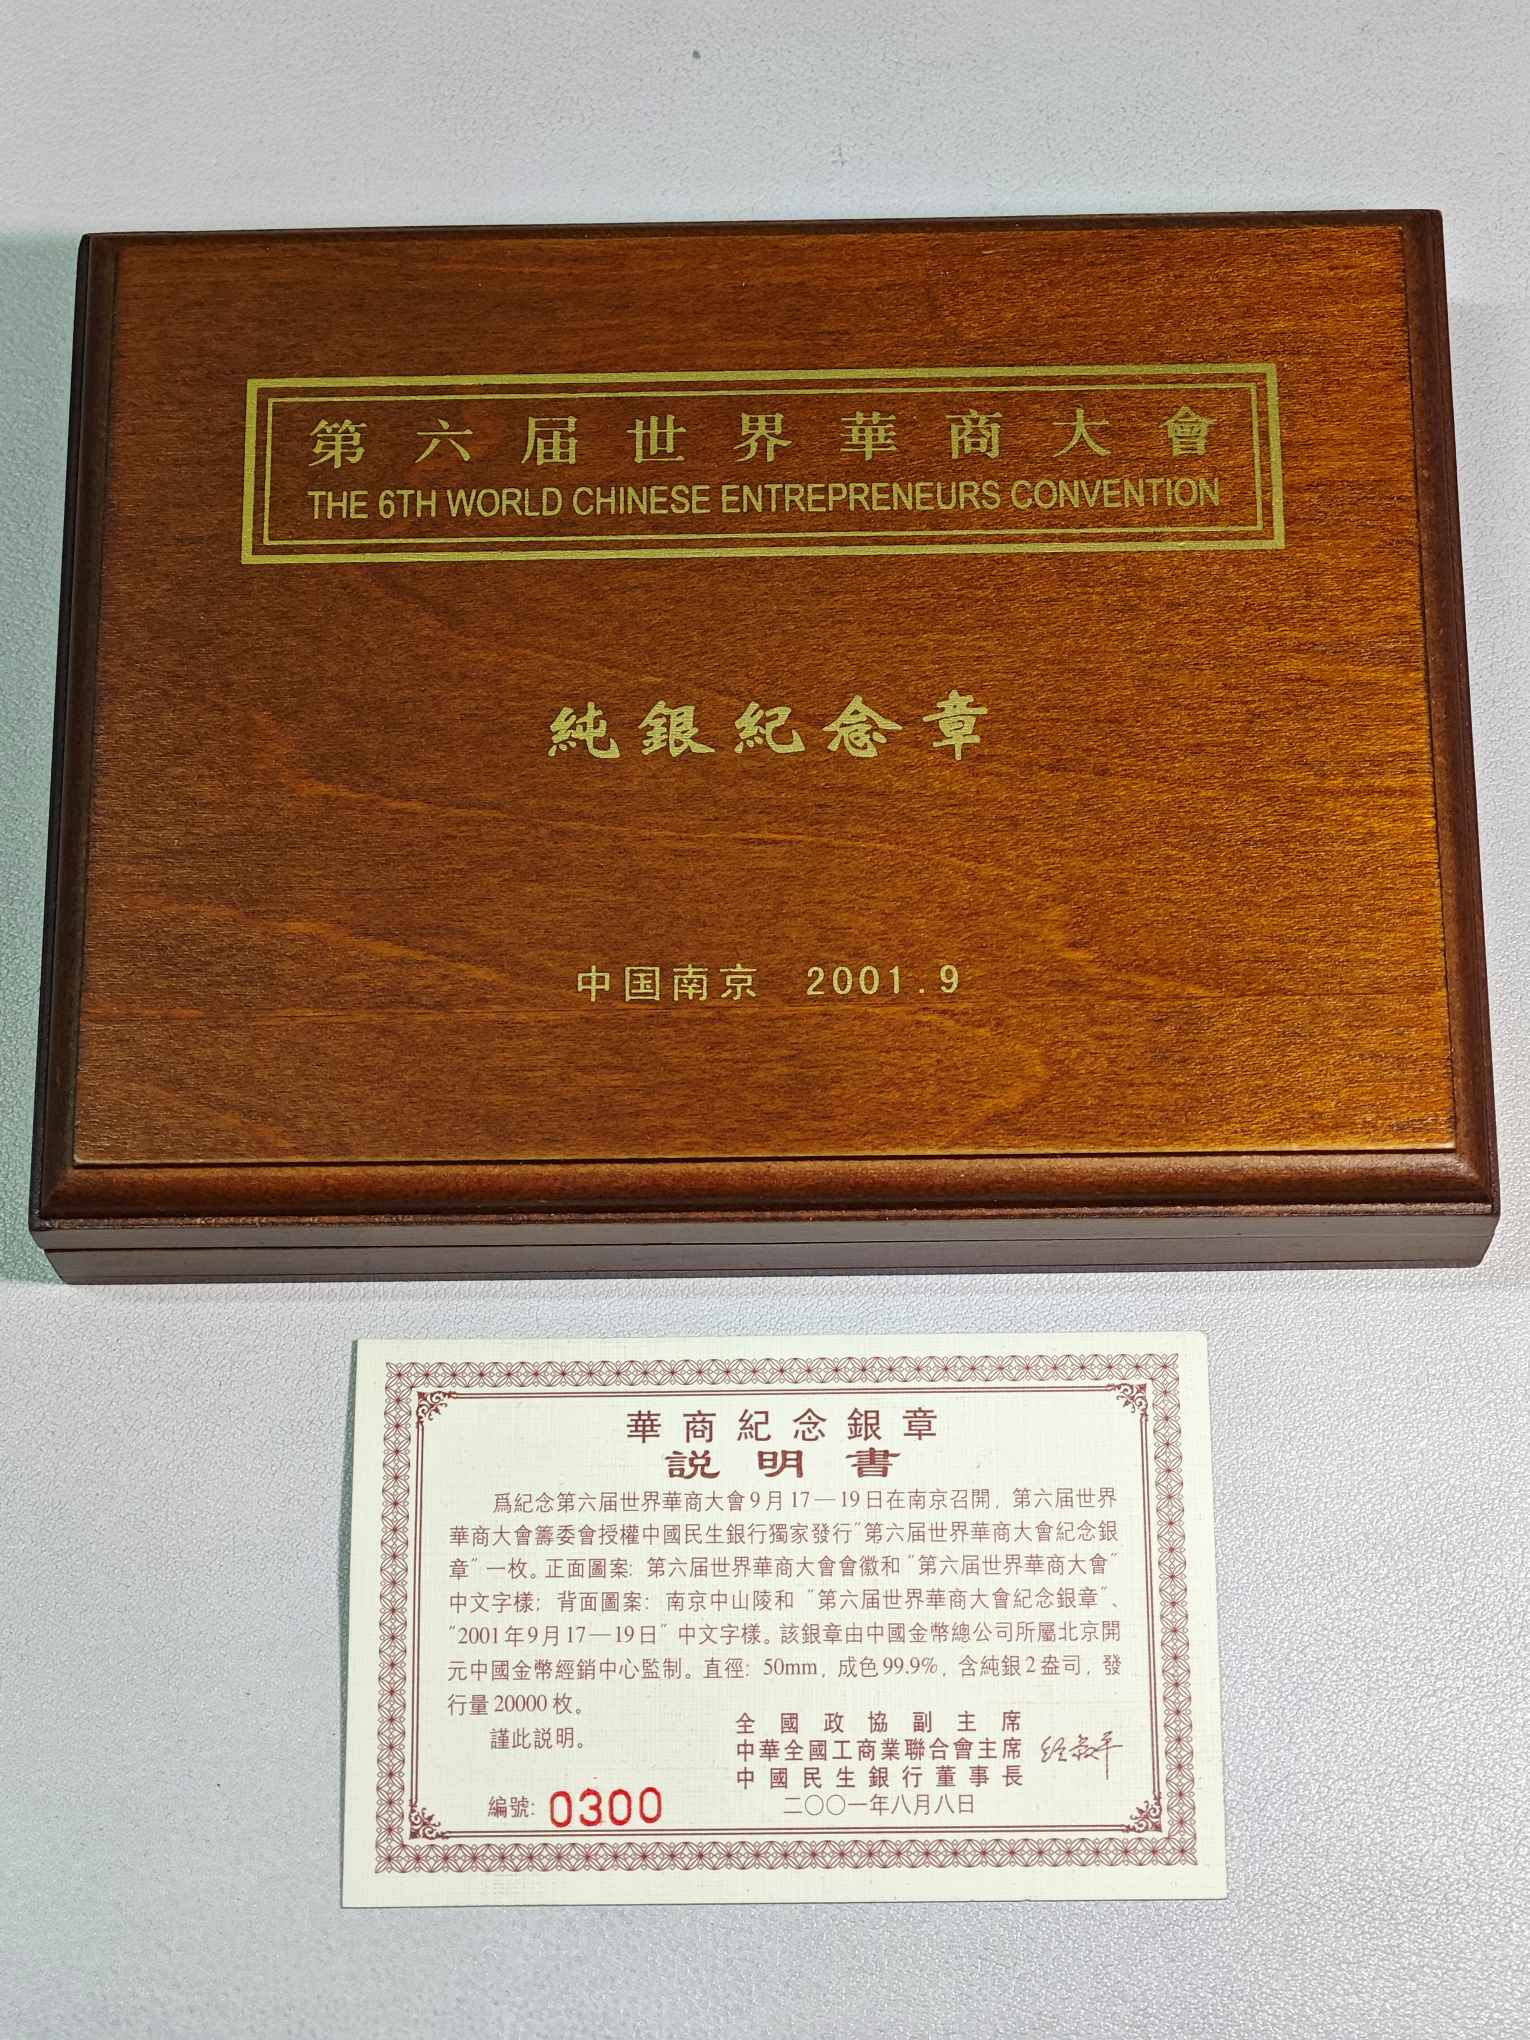 第六届世界華商大會
THE 6TH WORLD CHINESE ENTREPRENEURS CONVENTION
純銀紀念章
中国南京 2001.9
華商紀念銀章
説明書
爲紀念第六届世界華商大會9月17—19日在南京召開，第六届世界
華商大會籌委會授權中國民生銀行獨家發行"第六届世界華商大會紀念銀
章"一枚。正面圖案：第六届世界華商大會會徽和"第六届世界華商大會"
中文字樣；背面圖案：南京中山陵和"第六届世界華商大會紀念銀章"、
"2001年9月17—19日"中文字樣。該銀章由中國金幣總公司所屬北京開
元中國金幣經銷中心監制。直徑：50mm，成色99.9%，含純銀2盎司，發
行量20000枚。
謹此説明。
全國政協副主席
中華全國工商業聯合會主席 经叔平
中國民生銀行董事長
二〇〇一年八月八日
編號：0300